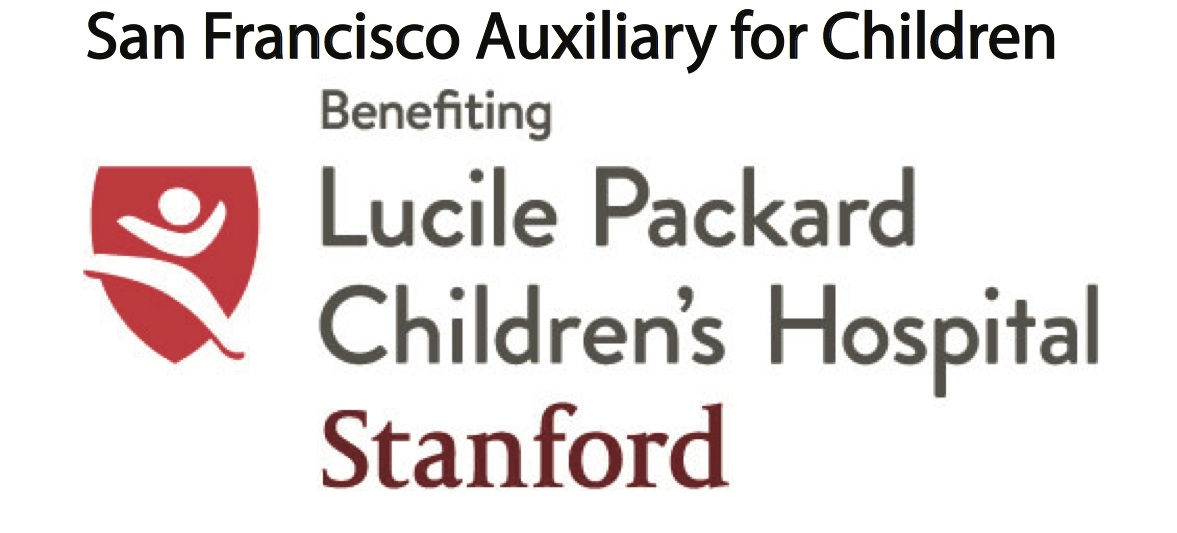 San Francisco Auxiliary for Children
Benefiting
Lucile Packard
Children’s Hospital
Stanford